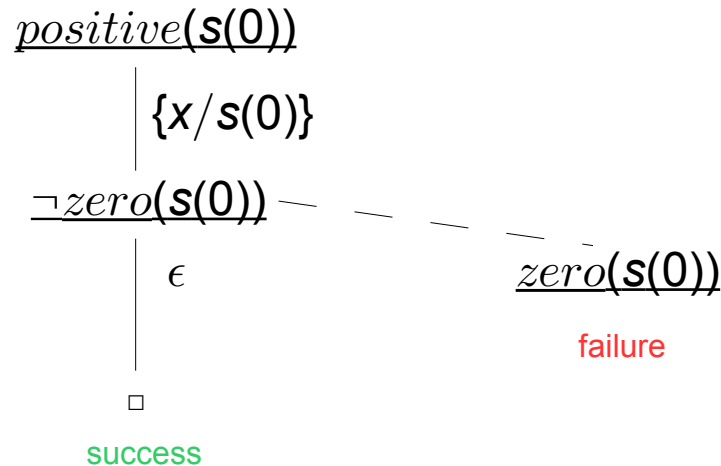 positive(s(0))
{x/s(0)}
¬zero(s(0))
zero(s(0))
ϵ
failure
□
success